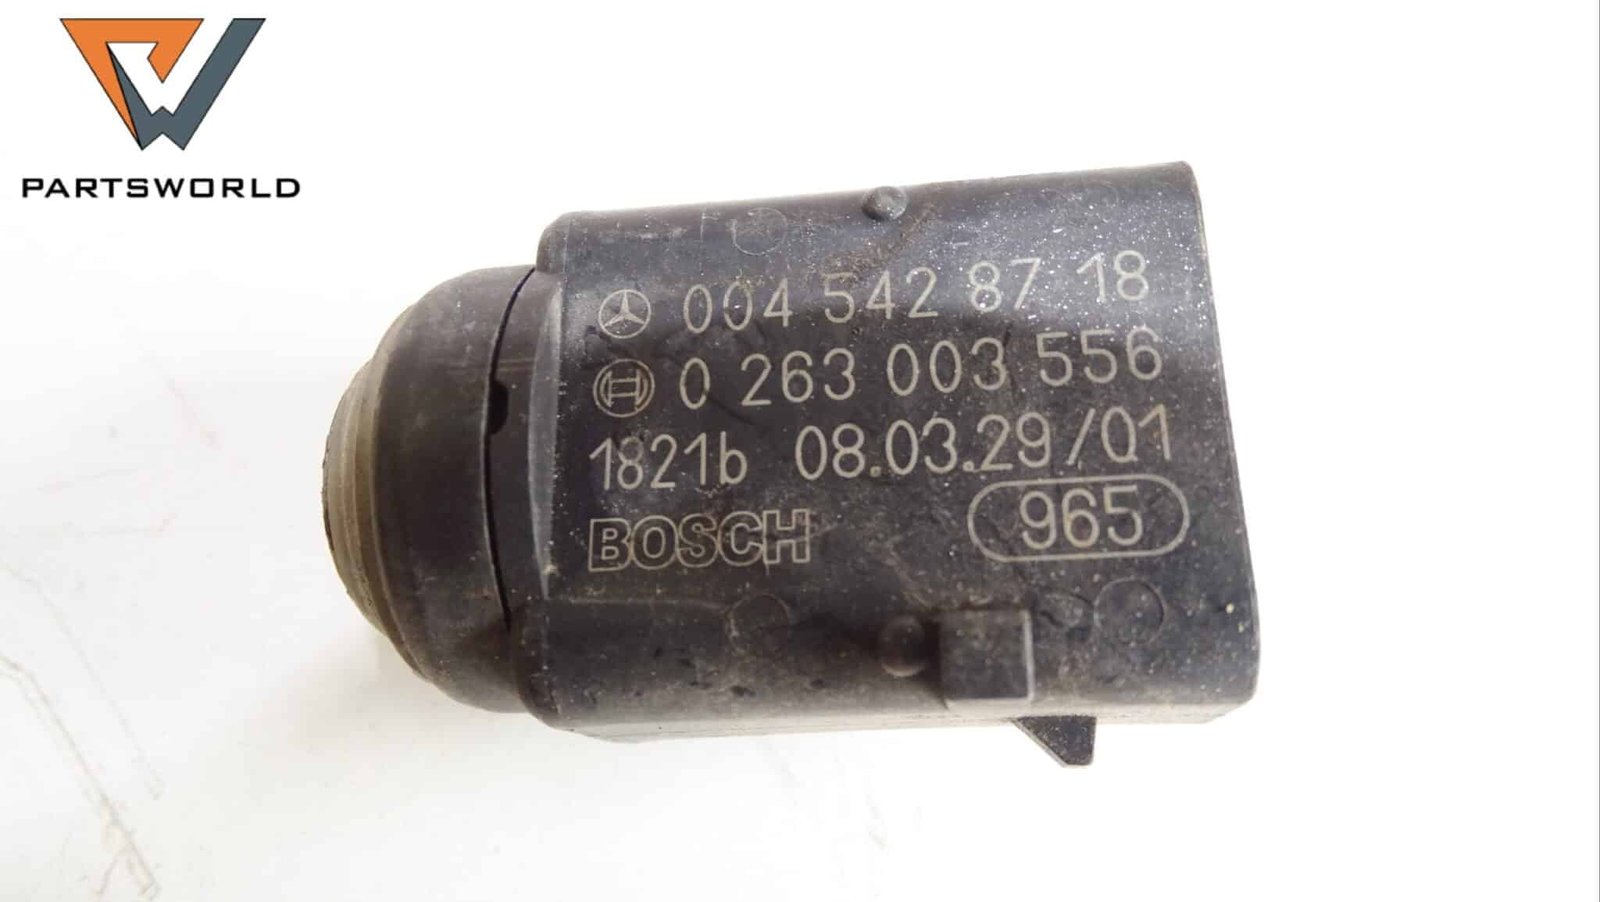 PARTSWORLD
004 542 87 18
0 263 003 556
1821b 08.03.29/01
BOSCH 965